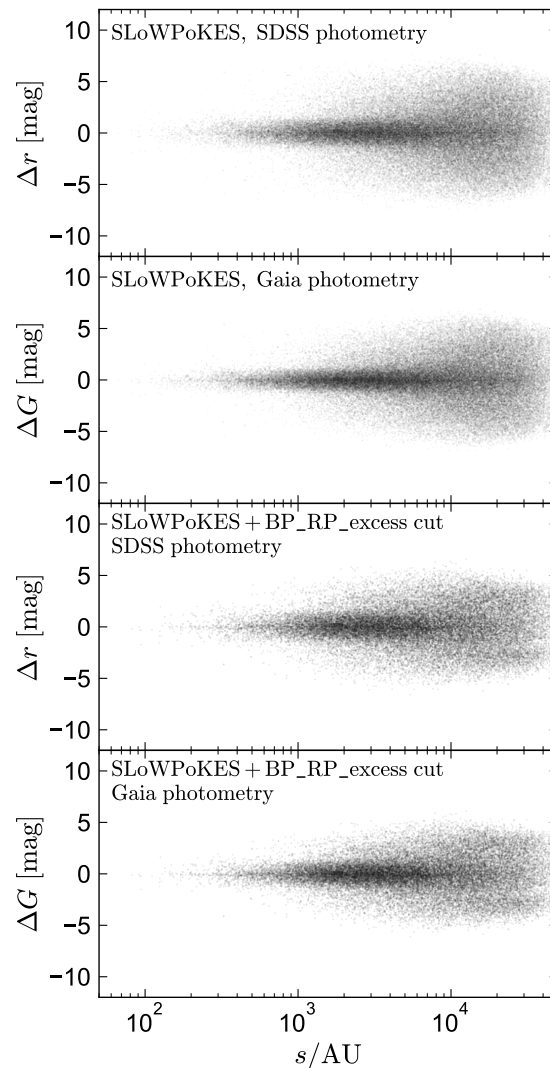 10
SLoWPoKES, SDSS photometry
5
0
−5
−10
Δr [mag]
10
SLoWPoKES, Gaia photometry
5
0
−5
−10
ΔG [mag]
10
SLoWPoKES + BP_RP_excess cut
SDSS photometry
5
0
−5
−10
Δr [mag]
10
SLoWPoKES + BP_RP_excess cut
Gaia photometry
5
0
−5
−10
ΔG [mag]
10² 10³ 10⁴
s/AU